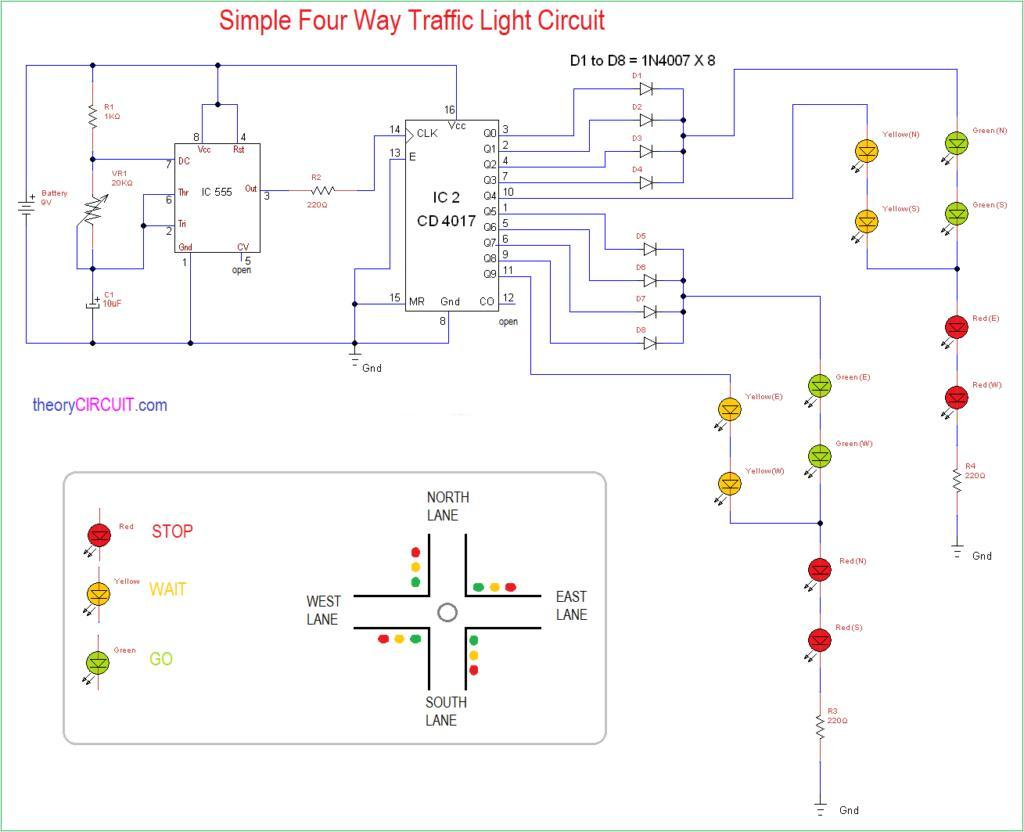 Simple Four Way Traffic Light Circuit
D1 to D8 = 1N4007 X 8
R1
1KΩ
VR1
20KΩ
Battery
9V
C1
10uF
8
4
Vcc
Rst
7
DC
6
Thr
IC 555
Out
3
2
Tri
Gnd
CV
1
5
open
R2
220Ω
16
Vcc
14
CLK
13
E
IC 2
CD 4017
15
MR
Gnd
8
CO
12
open
Q0
3
Q1
2
Q2
4
Q3
7
Q4
10
Q5
1
Q6
5
Q7
6
Q8
9
Q9
11
Gnd
D1
D2
D3
D4
D5
D6
D7
D8
Yellow(N)
Green(N)
Yellow(S)
Green(S)
Red(E)
Red(W)
R4
220Ω
Gnd
Yellow(E)
Green(E)
Yellow(W)
Green(W)
Red(N)
Red(S)
R3
220Ω
Gnd
theoryCIRCUIT.com
Red
STOP
Yellow
WAIT
Green
GO
NORTH
LANE
WEST
LANE
EAST
LANE
SOUTH
LANE